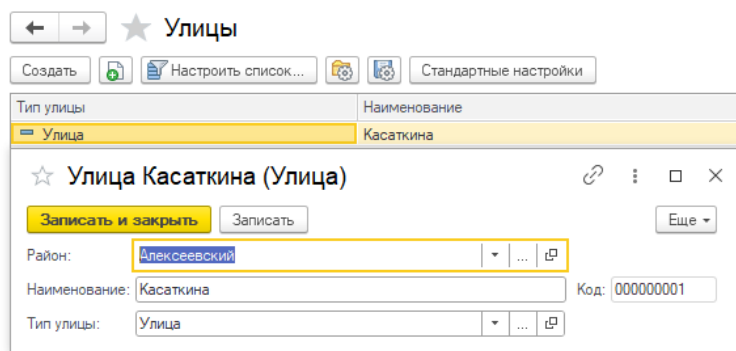 Улицы
Создать Настроить список... Стандартные настройки
Тип улицы Наименование
Улица Касаткина
Улица Касаткина (Улица)
Записать и закрыть Записать Еще
Район: Алексеевский ...
Наименование: Касаткина Код: 000000001
Тип улицы: Улица ...